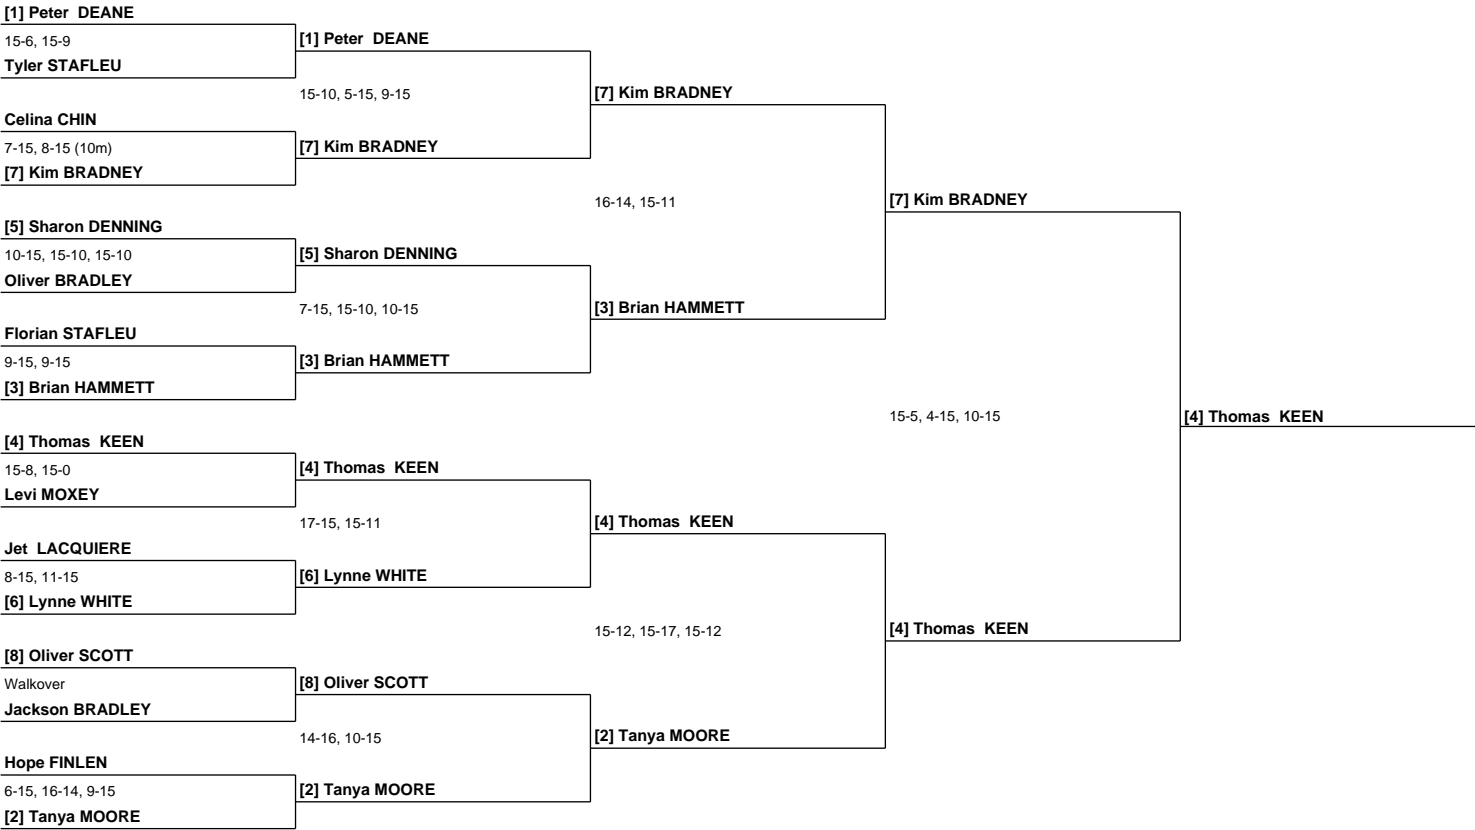 [1] Peter  DEANE
15-6, 15-9
Tyler STAFLEU
Celina CHIN
7-15, 8-15 (10m)
[7] Kim BRADNEY
[5] Sharon DENNING
10-15, 15-10, 15-10
Oliver BRADLEY
Florian STAFLEU
9-15, 9-15
[3] Brian HAMMETT
[4] Thomas  KEEN
15-8, 15-0
Levi MOXEY
Jet  LACQUIERE
8-15, 11-15
[6] Lynne WHITE
[8] Oliver SCOTT
Walkover
Jackson BRADLEY
Hope FINLEN
6-15, 16-14, 9-15
[2] Tanya MOORE
[1] Peter  DEANE
15-10, 5-15, 9-15
[7] Kim BRADNEY
[5] Sharon DENNING
7-15, 15-10, 10-15
[3] Brian HAMMETT
[4] Thomas  KEEN
17-15, 15-11
[6] Lynne WHITE
[8] Oliver SCOTT
14-16, 10-15
[2] Tanya MOORE
[7] Kim BRADNEY
16-14, 15-11
[3] Brian HAMMETT
[4] Thomas  KEEN
15-12, 15-17, 15-12
[2] Tanya MOORE
[7] Kim BRADNEY
15-5, 4-15, 10-15
[4] Thomas  KEEN
[4] Thomas  KEEN